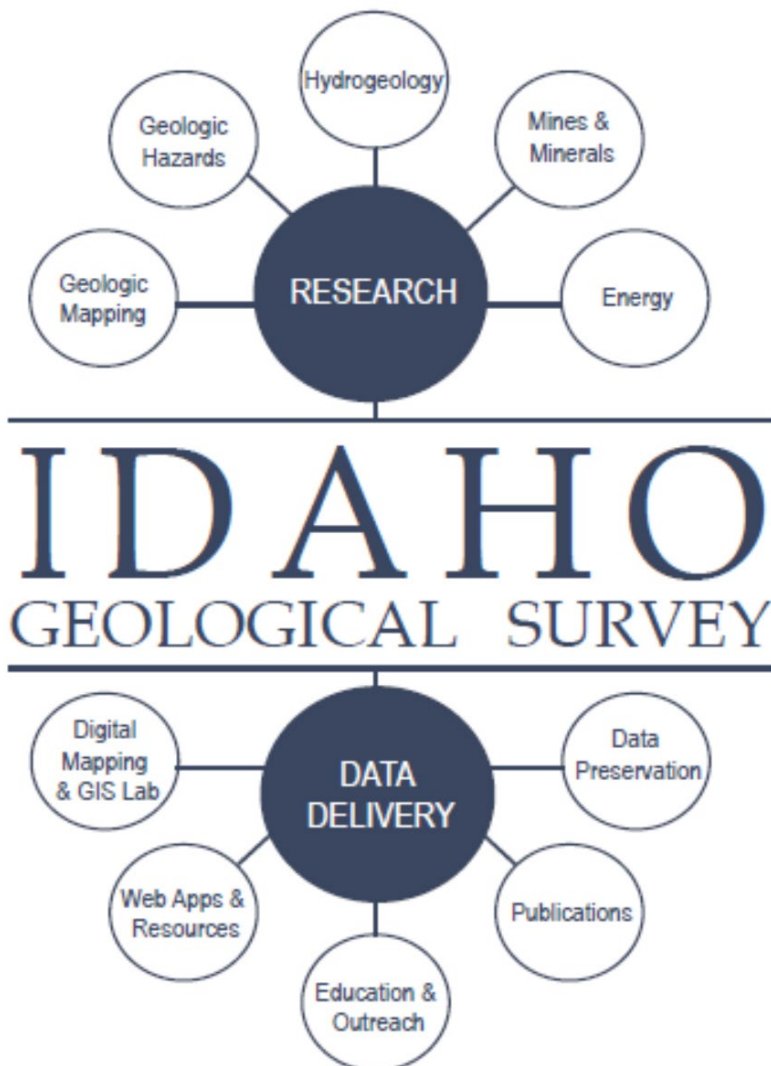 Hydrogeology
Geologic
Hazards
Mines &
Minerals
Geologic
Mapping
RESEARCH
Energy
IDAHO
GEOLOGICAL SURVEY
Digital
Mapping
& GIS Lab
DATA
DELIVERY
Data
Preservation
Web Apps &
Resources
Publications
Education &
Outreach